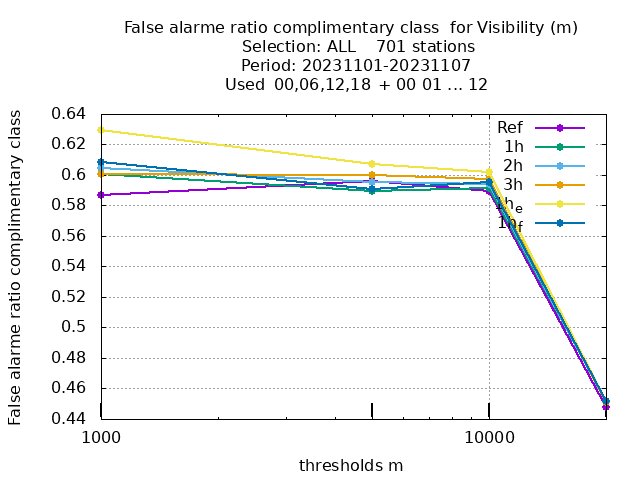 False alarme ratio complimentary class  for Visibility (m)
Selection: ALL    701 stations
Period: 20231101-20231107
Used  00,06,12,18 + 00 01 ... 12
False alarme ratio complimentary class
0.64
0.62
0.6
0.58
0.56
0.54
0.52
0.5
0.48
0.46
0.44
Ref
1h
2h
3h
1h_e
1h_f
1000
10000
thresholds m